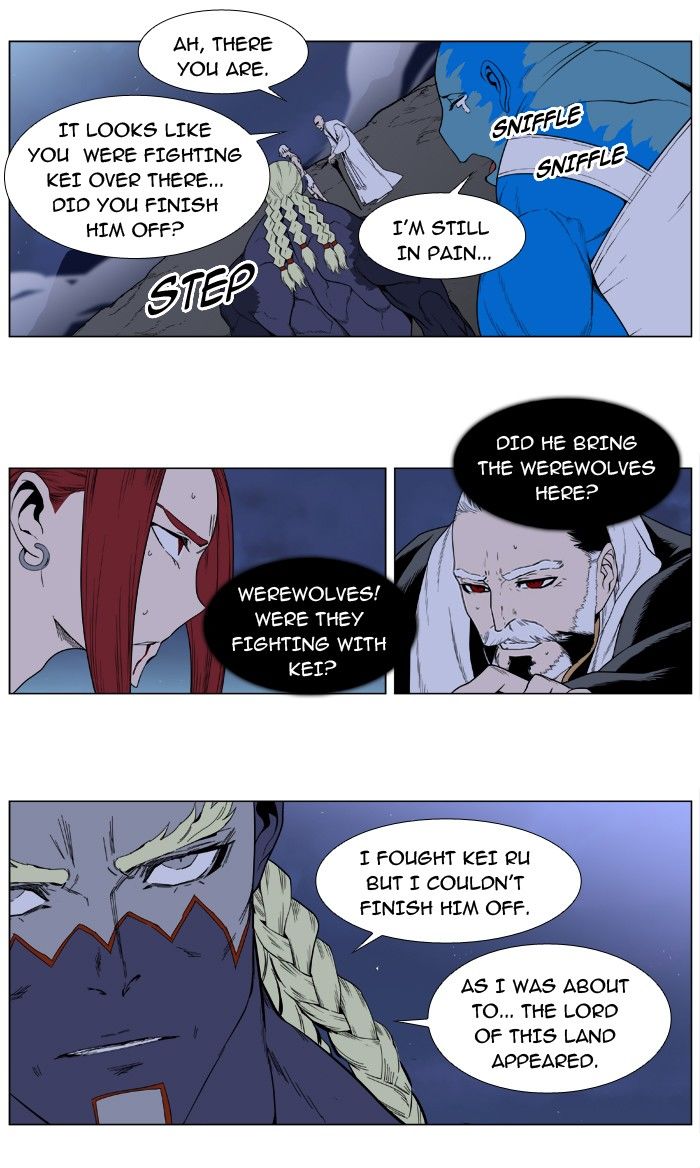 AH, THERE
YOU ARE.
IT LOOKS LIKE
YOU WERE FIGHTING
KEI OVER THERE...
DID YOU FINISH
HIM OFF?
SNIFFLE
SNIFFLE
I'M STILL
IN PAIN...
STEP
WEREWOLVES!
WERE THEY
FIGHTING WITH
KEI?
DID HE BRING
THE WEREWOLVES
HERE?
I FOUGHT KEI RU
BUT I COULDN'T
FINISH HIM OFF.
AS I WAS ABOUT
TO... THE LORD
OF THIS LAND
APPEARED.